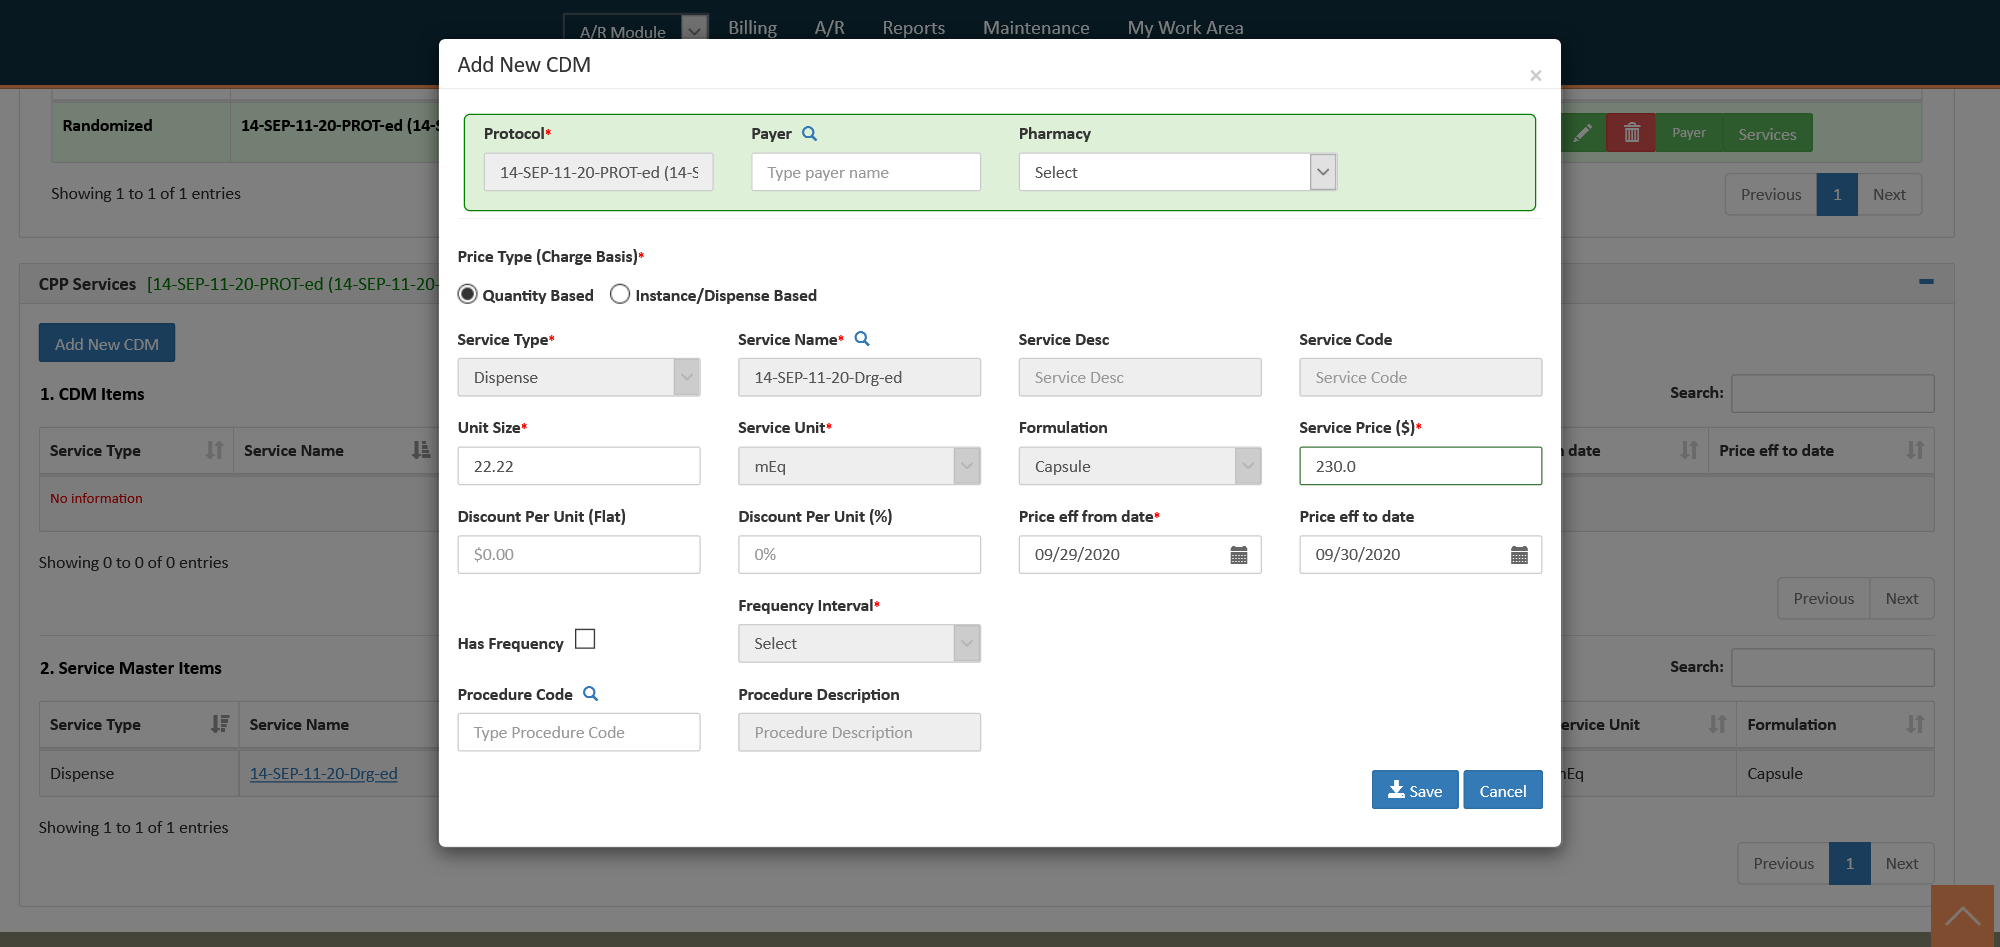 A/R Module
Billing
A/R
Reports
Maintenance
My Work Area
Add New CDM
×
Randomized
14-SEP-11-20-PROT-ed (14-S
Payer
Services
Showing 1 to 1 of 1 entries
Previous
1
Next
Protocol*
Payer
Pharmacy
14-SEP-11-20-PROT-ed (14-S
Type payer name
Select
CPP Services [14-SEP-11-20-PROT-ed (14-SEP-11-20-
Add New CDM
1. CDM Items
Search:
Service Type
Service Name
date
Price eff to date
No information
Showing 0 to 0 of 0 entries
Previous
Next
Price Type (Charge Basis)*
Quantity Based
Instance/Dispense Based
Service Type*
Service Name*
Service Desc
Service Code
Dispense
14-SEP-11-20-Drg-ed
Service Desc
Service Code
Unit Size*
Service Unit*
Formulation
Service Price ($)*
22.22
mEq
Capsule
230.0
Discount Per Unit (Flat)
Discount Per Unit (%)
Price eff from date*
Price eff to date
$0.00
0%
09/29/2020
09/30/2020
Has Frequency
Frequency Interval*
Select
Procedure Code
Procedure Description
Type Procedure Code
Procedure Description
Save
Cancel
2. Service Master Items
Search:
Service Type
Service Name
ervice Unit
Formulation
Dispense
14-SEP-11-20-Drg-ed
Eq
Capsule
Showing 1 to 1 of 1 entries
Previous
1
Next